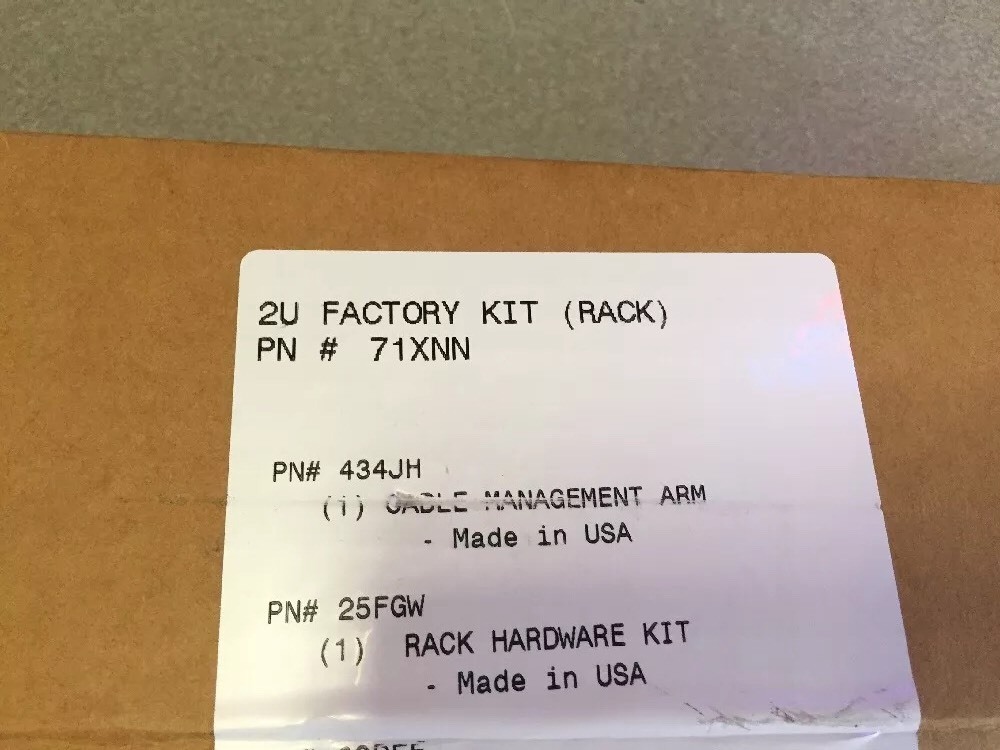 2U FACTORY KIT (RACK)
PN # 71XNN
PN# 434JH
(1) CABLE MANAGEMENT ARM
- Made in USA
PN# 25FGW
(1) RACK HARDWARE KIT
- Made in USA